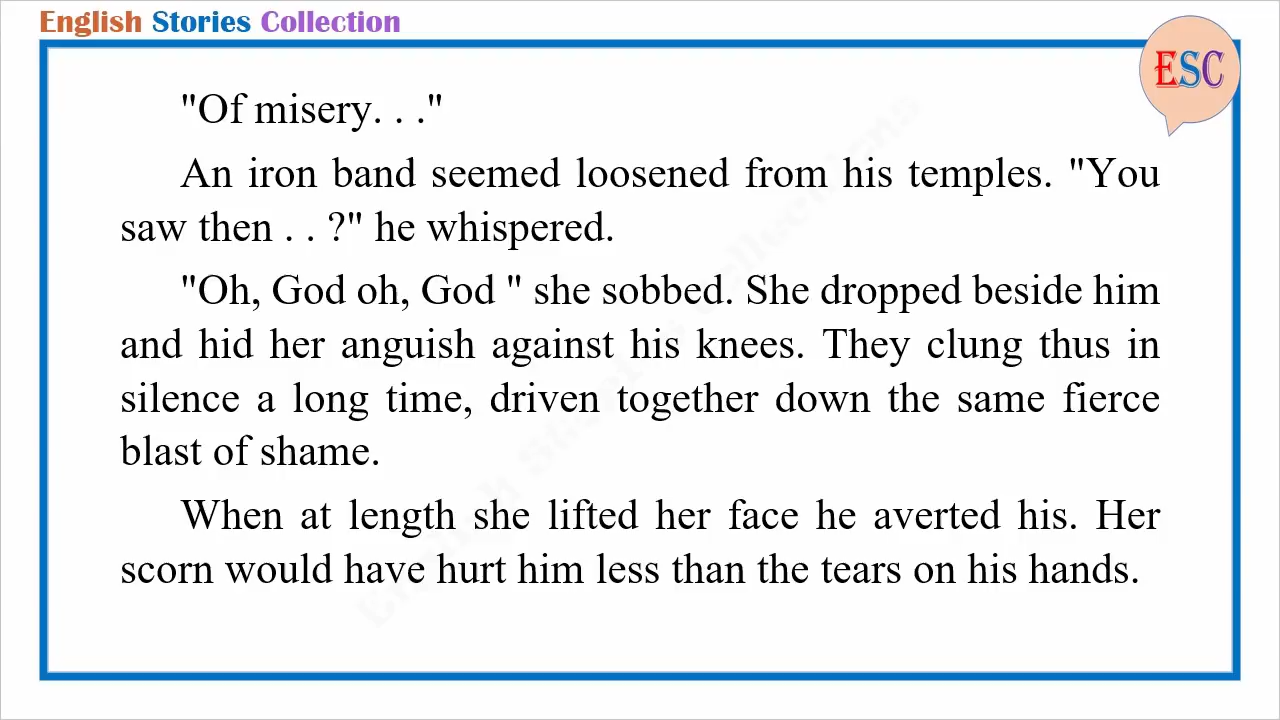 English Stories Collection
ESC
"Of misery. . ."
An iron band seemed loosened from his temples. "You
saw then . . ?" he whispered.
"Oh, God oh, God " she sobbed. She dropped beside him
and hid her anguish against his knees. They clung thus in
silence a long time, driven together down the same fierce
blast of shame.
When at length she lifted her face he averted his. Her
scorn would have hurt him less than the tears on his hands.
English Stories Collections